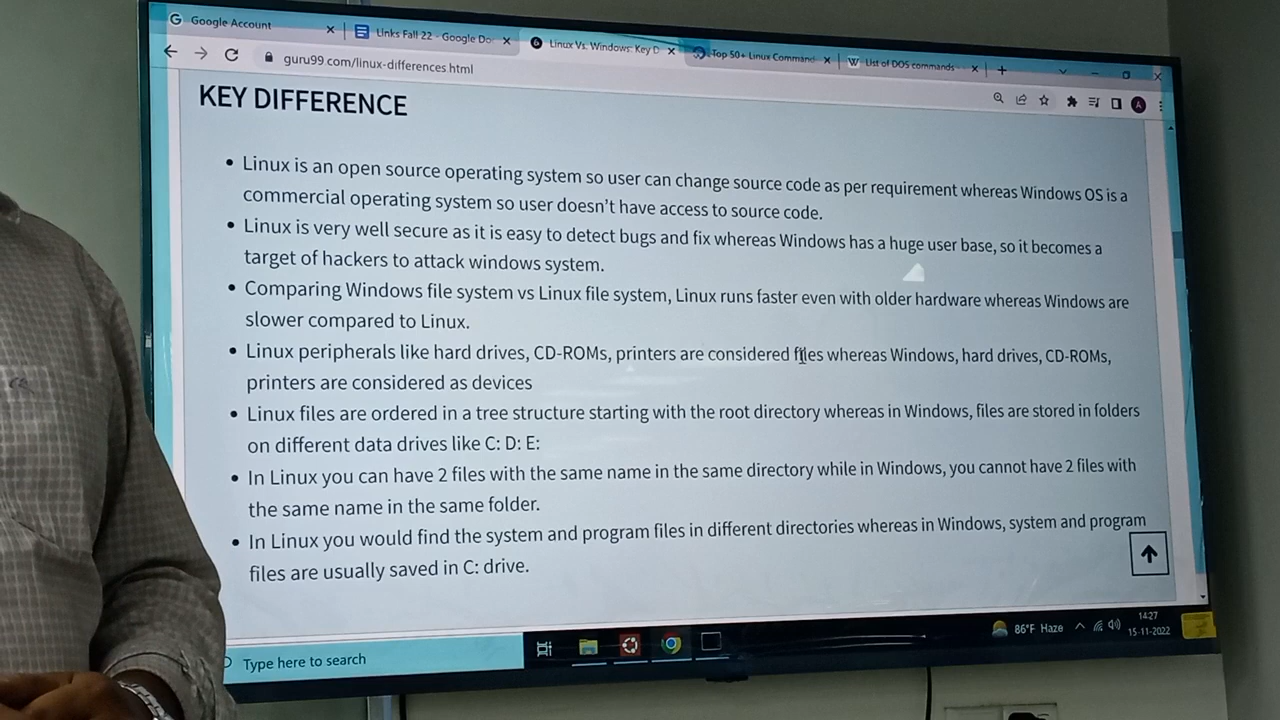 Google Account
Links Fall 22 - Google Do
Linux Vs. Windows: Key D
Top 50+ Linux Command
List of DOS commands -
guru99.com/linux-differences.html
KEY DIFFERENCE
• Linux is an open source operating system so user can change source code as per requirement whereas Windows OS is a
commercial operating system so user doesn't have access to source code.
• Linux is very well secure as it is easy to detect bugs and fix whereas Windows has a huge user base, so it becomes a
target of hackers to attack windows system.
• Comparing Windows file system vs Linux file system, Linux runs faster even with older hardware whereas Windows are
slower compared to Linux.
• Linux peripherals like hard drives, CD-ROMs, printers are considered files whereas Windows, hard drives, CD-ROMs,
printers are considered as devices
• Linux files are ordered in a tree structure starting with the root directory whereas in Windows, files are stored in folders
on different data drives like C: D: E:
• In Linux you can have 2 files with the same name in the same directory while in Windows, you cannot have 2 files with
the same name in the same folder.
• In Linux you would find the system and program files in different directories whereas in Windows, system and program
files are usually saved in C: drive.
Type here to search
86°F Haze
14:27
15-11-2022